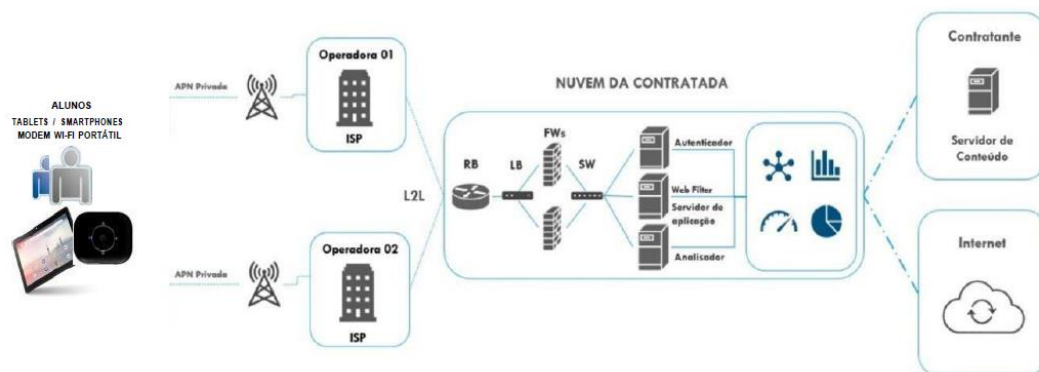 ALUNOS
TABLETS / SMARTPHONES
MODEM WI-FI PORTÁTIL
APN Privada
Operadora 01
ISP
APN Privada
Operadora 02
ISP
L2L
NUVEM DA CONTRATADA
RB
LB
FWs
SW
Autenticador
Web Filter
Servidor de
aplicação
Analisador
Contratante
Servidor de
Conteúdo
Internet